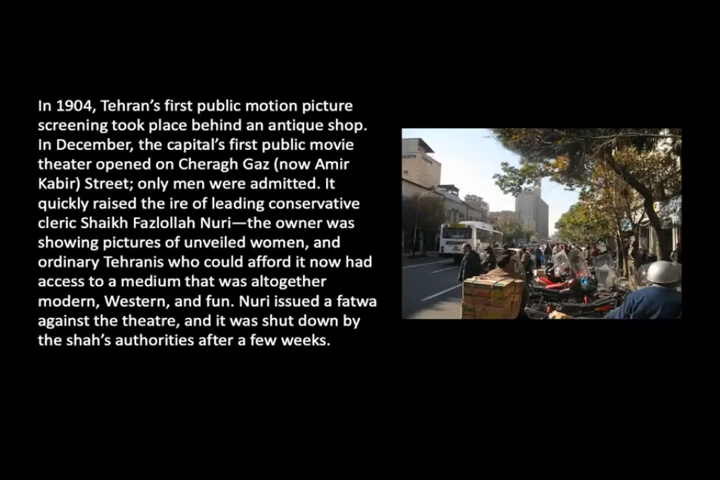 In 1904, Tehran’s first public motion picture
screening took place behind an antique shop.
In December, the capital’s first public movie
theater opened on Cheragh Gaz (now Amir
Kabir) Street; only men were admitted. It
quickly raised the ire of leading conservative
cleric Shaikh Fazlollah Nuri—the owner was
showing pictures of unveiled women, and
ordinary Tehranis who could afford it now had
access to a medium that was altogether
modern, Western, and fun. Nuri issued a fatwa
against the theatre, and it was shut down by
the shah’s authorities after a few weeks.